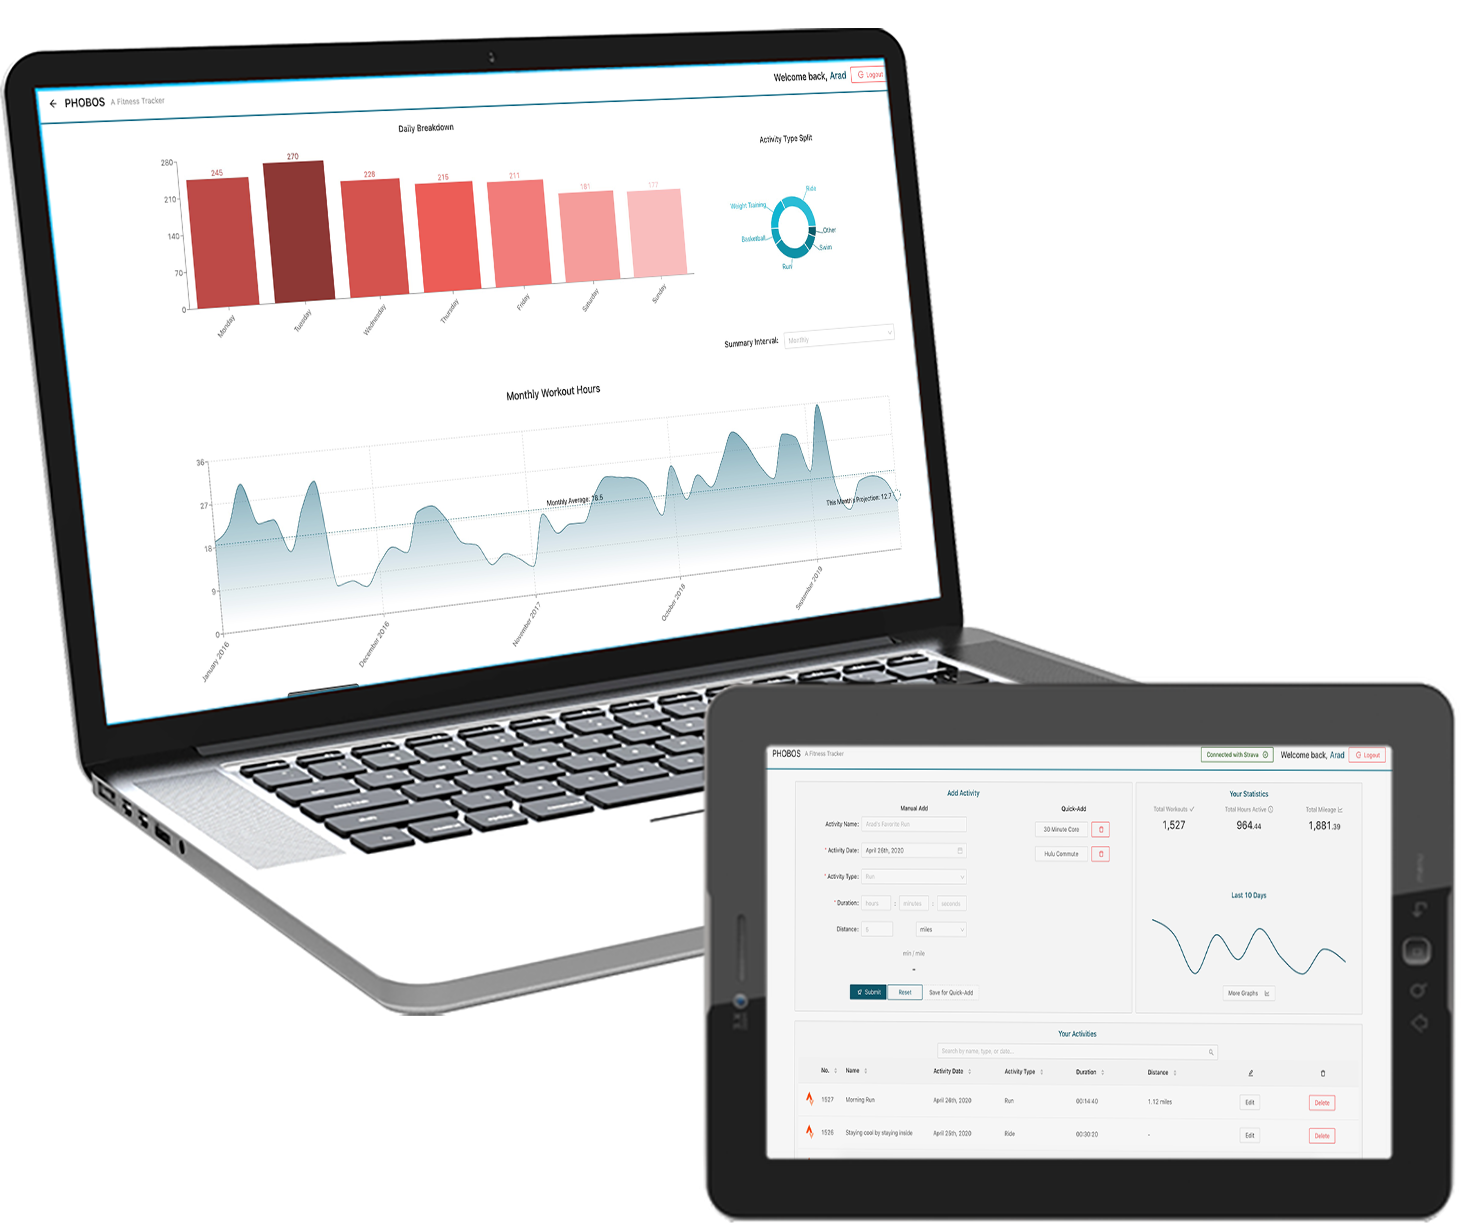 ← PHOBOS A Fitness Tracker
Welcome back, Arad Logout
Daily Breakdown
280
210
140
70
0
245
270
228
215
211
181
177
Monday
Tuesday
Wednesday
Thursday
Friday
Saturday
Sunday
Activity Type Split
Ride
Weight Training
Other
Basketball
Swim
Run
Summary Interval: Monthly
Monthly Workout Hours
36
27
18
9
0
Monthly Average: 18.5
This Month's Projection: 12.7
January 2016
December 2016
November 2017
October 2018
September 2019
PHOBOS A Fitness Tracker
Connected with Strava Welcome back, Arad Logout
Add Activity
Manual Add
Quick-Add
Activity Name: Arad's Favorite Run
30 Minute Core
* Activity Date: April 26th, 2020
Hulu Commute
* Activity Type: Run
* Duration: hours : minutes : seconds
Distance: 5 miles
min / mile
-
Submit Reset Save for Quick-Add
Your Statistics
Total Workouts Total Hours Active Total Mileage
1,527 964.44 1,881.39
Last 10 Days
More Graphs
Your Activities
Search by name, type, or date...
No. Name Activity Date Activity Type Duration Distance
1527 Morning Run April 26th, 2020 Run 00:14:40 1.12 miles Edit Delete
1526 Staying cool by staying inside April 25th, 2020 Ride 00:30:20 - Edit Delete